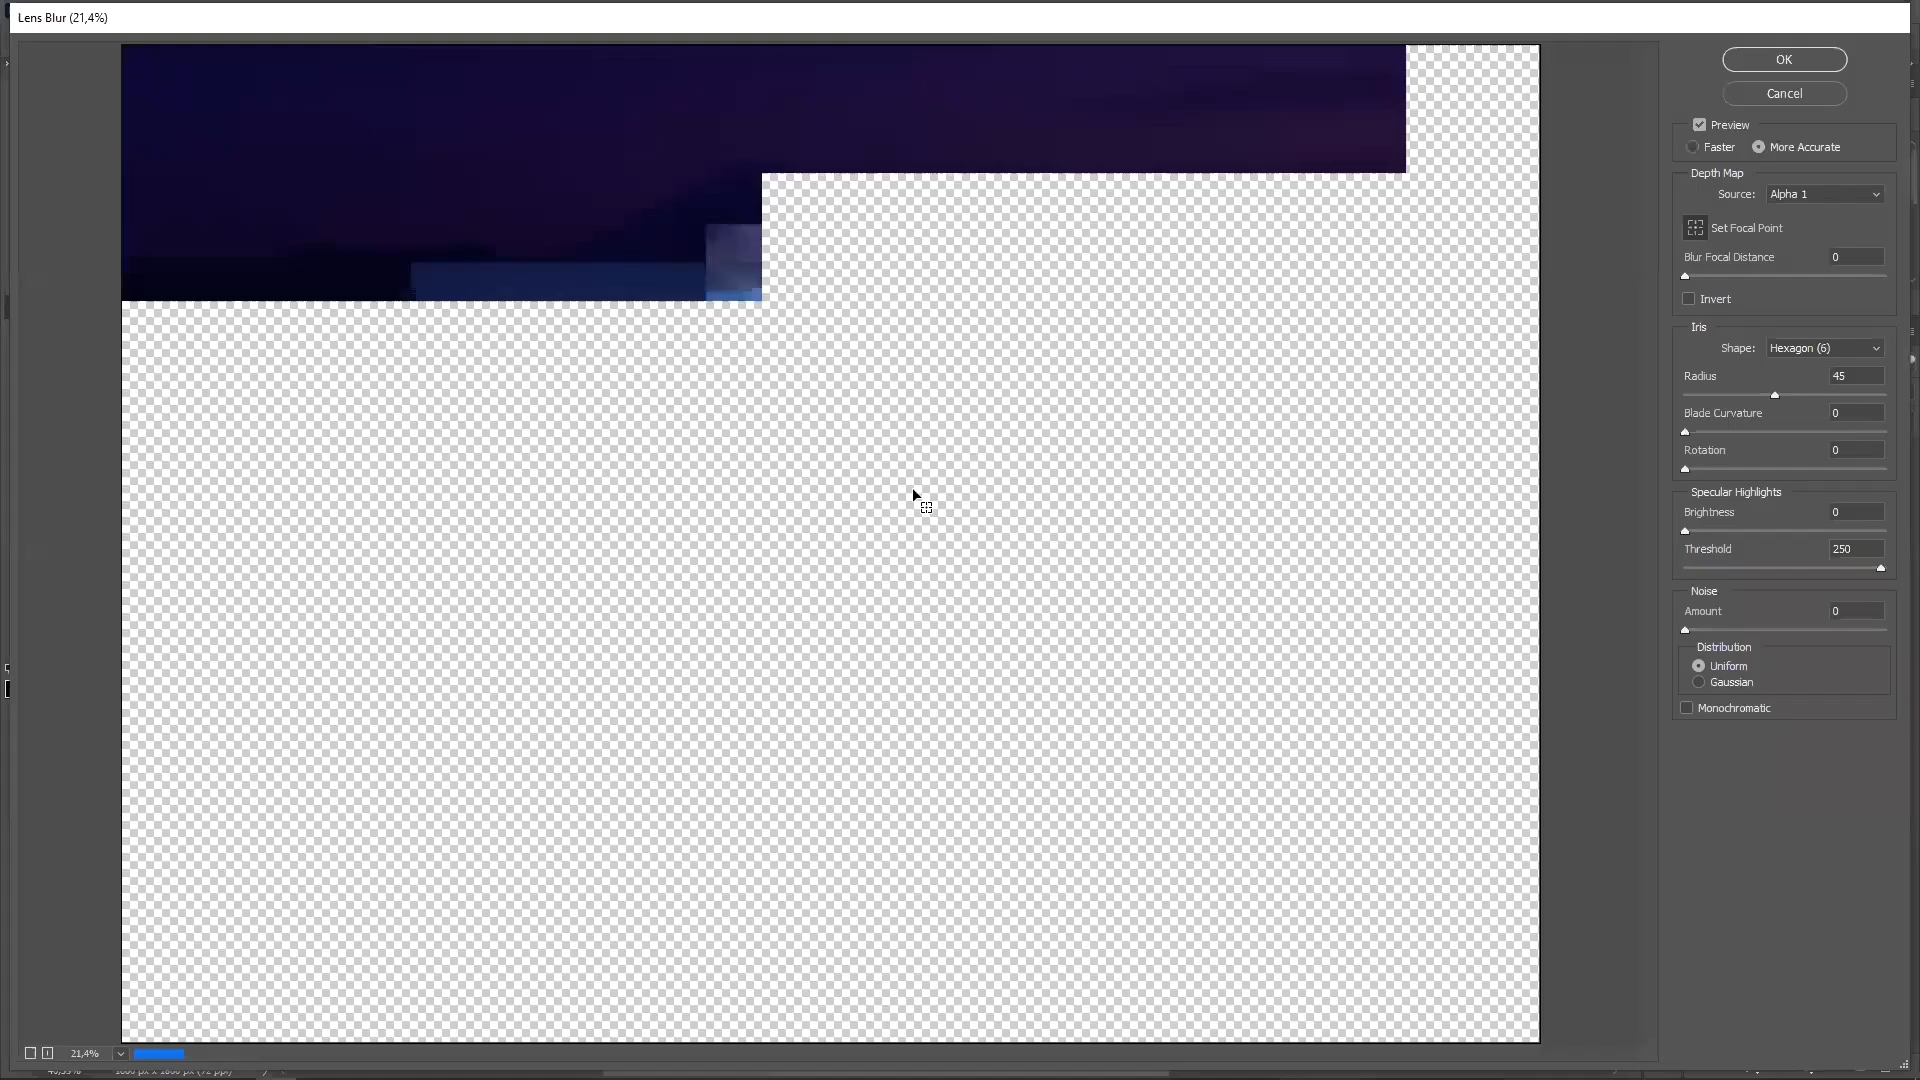 Lens Blur (21,4%)
OK
Cancel
Preview
Faster
More Accurate
Depth Map
Source: Alpha 1
Set Focal Point
Blur Focal Distance 0
Invert
Iris
Shape: Hexagon (6)
Radius 45
Blade Curvature 0
Rotation 0
Specular Highlights
Brightness 0
Threshold 250
Noise
Amount 0
Distribution
Uniform
Gaussian
Monochromatic
21,4%